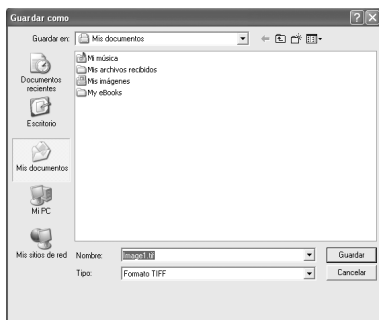 Guardar como
Guardar en: Mis documentos
Mi música
Mis archivos recibidos
Mis imágenes
My eBooks
Documentos
recientes
Escritorio
Mis documentos
Mi PC
Mis sitios de red
Nombre: Image1.tif
Guardar
Tipo: Formato TIFF
Cancelar